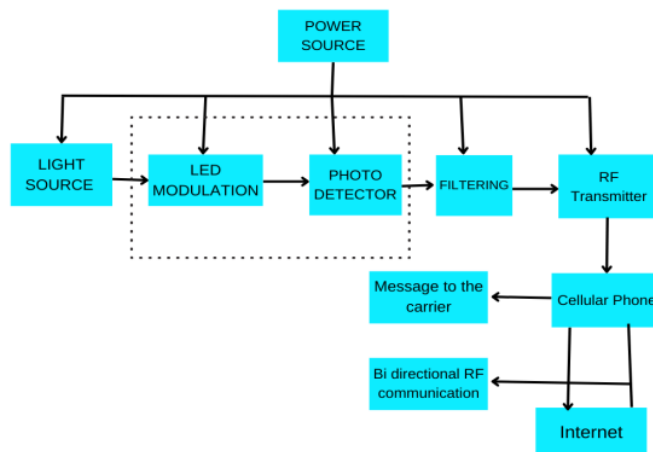 POWER
SOURCE
LIGHT
SOURCE
LED
MODULATION
PHOTO
DETECTOR
FILTERING
RF
Transmitter
Message to the
carrier
Cellular Phone
Bi directional RF
communication
Internet